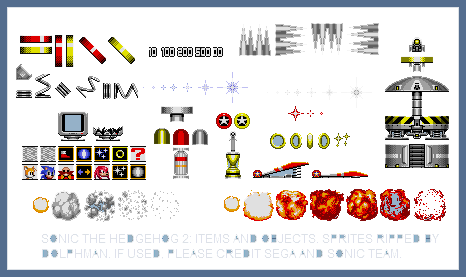 10 100 200 500 10
?
SONIC THE HEDGEHOG 2: ITEMS AND OBJECTS. SPRITES RIPPED BY
DOLPHMAN. IF USED, PLEASE CREDIT SEGA AND SONIC TEAM.